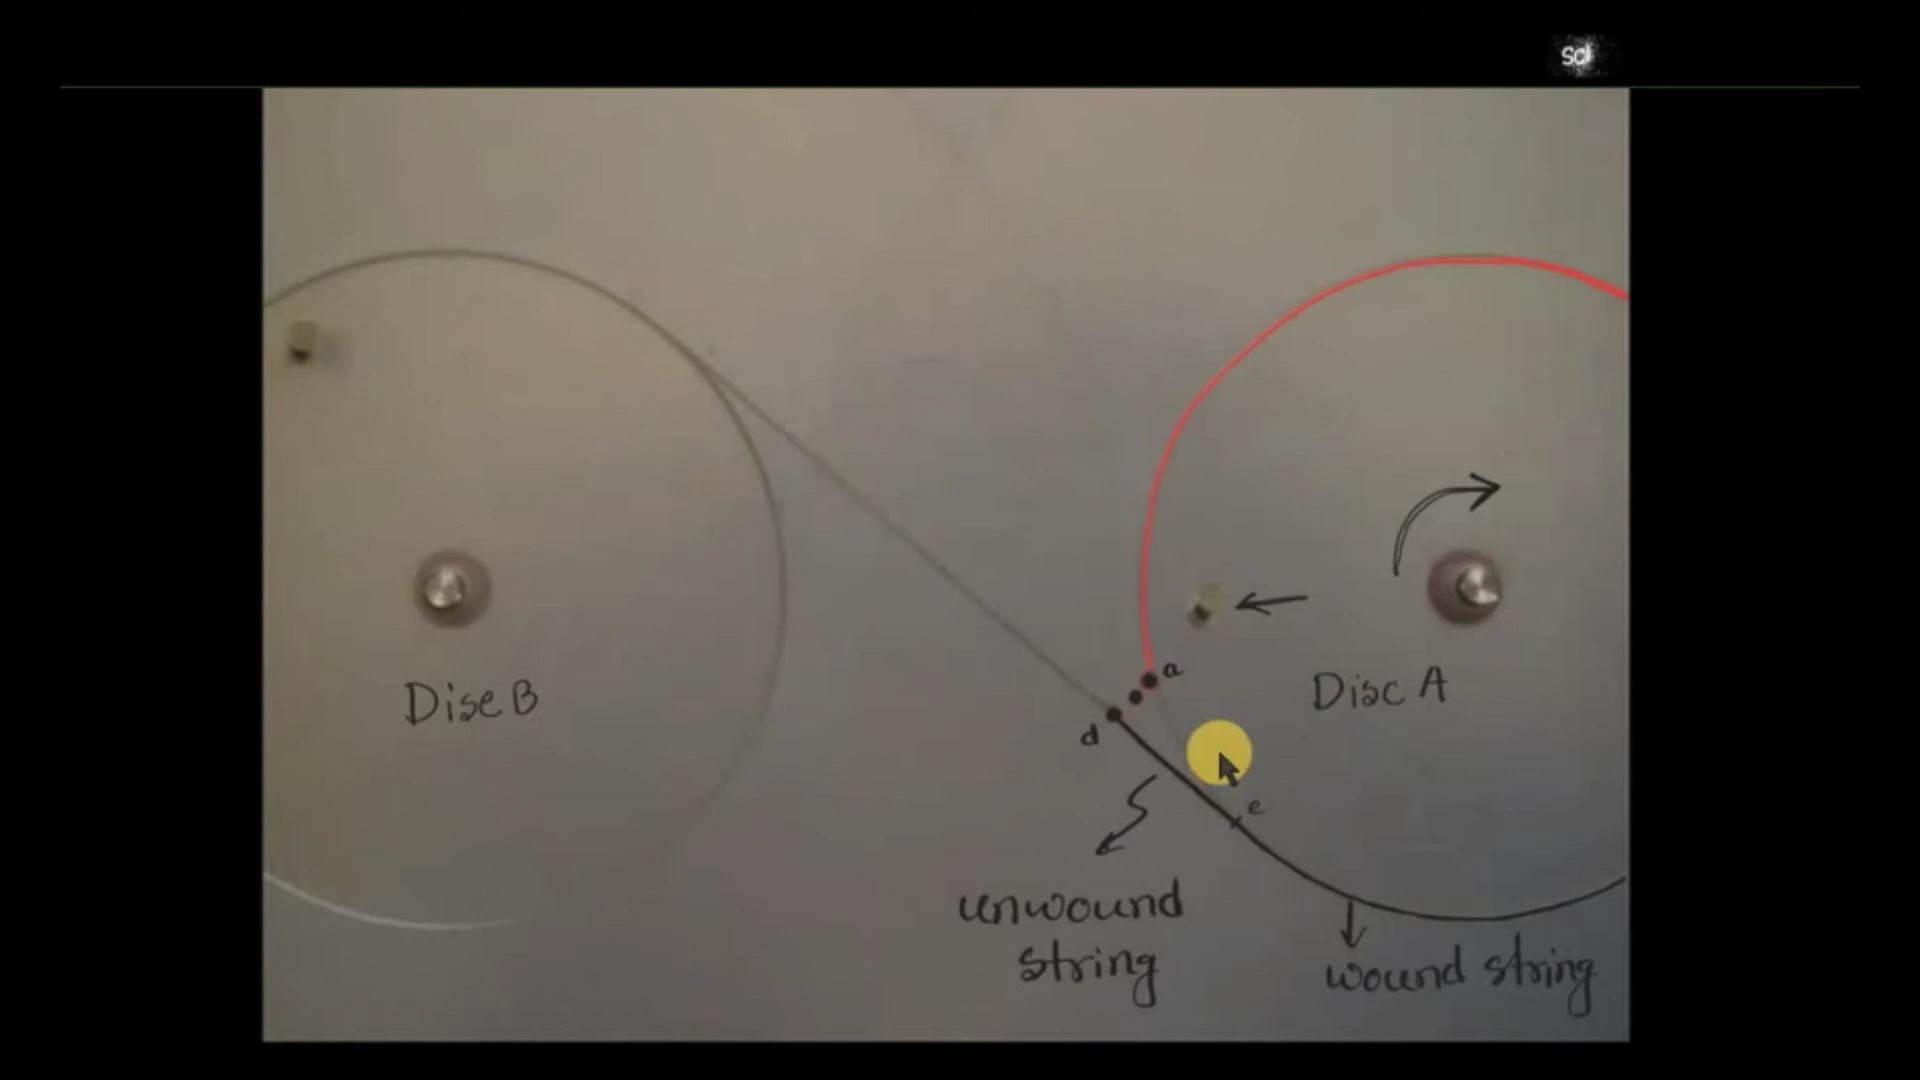 Sci
Disc B
a
Disc A
d
e
unwound
string
wound string